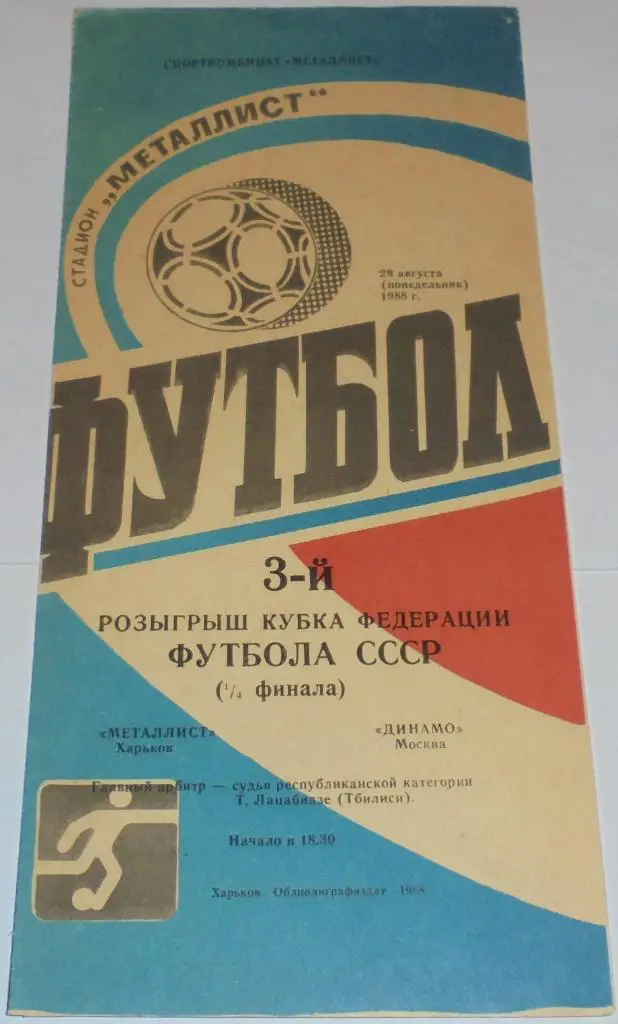 СПОРТКОМБИНАТ «МЕТАЛЛИСТ»
СТАДИОН „МЕТАЛЛИСТ“
29 августа
(понедельник)
1988 г.
ФУТБОЛ
3-й
РОЗЫГРЫШ КУБКА ФЕДЕРАЦИИ
ФУТБОЛА СССР
(1/4 финала)
«МЕТАЛЛИСТ»
Харьков
«ДИНАМО»
Москва
Главный арбитр — судья республиканской категории
Т. Лацабидзе (Тбилиси).
Начало в 18.30
Харьков Облполиграфиздат 1988